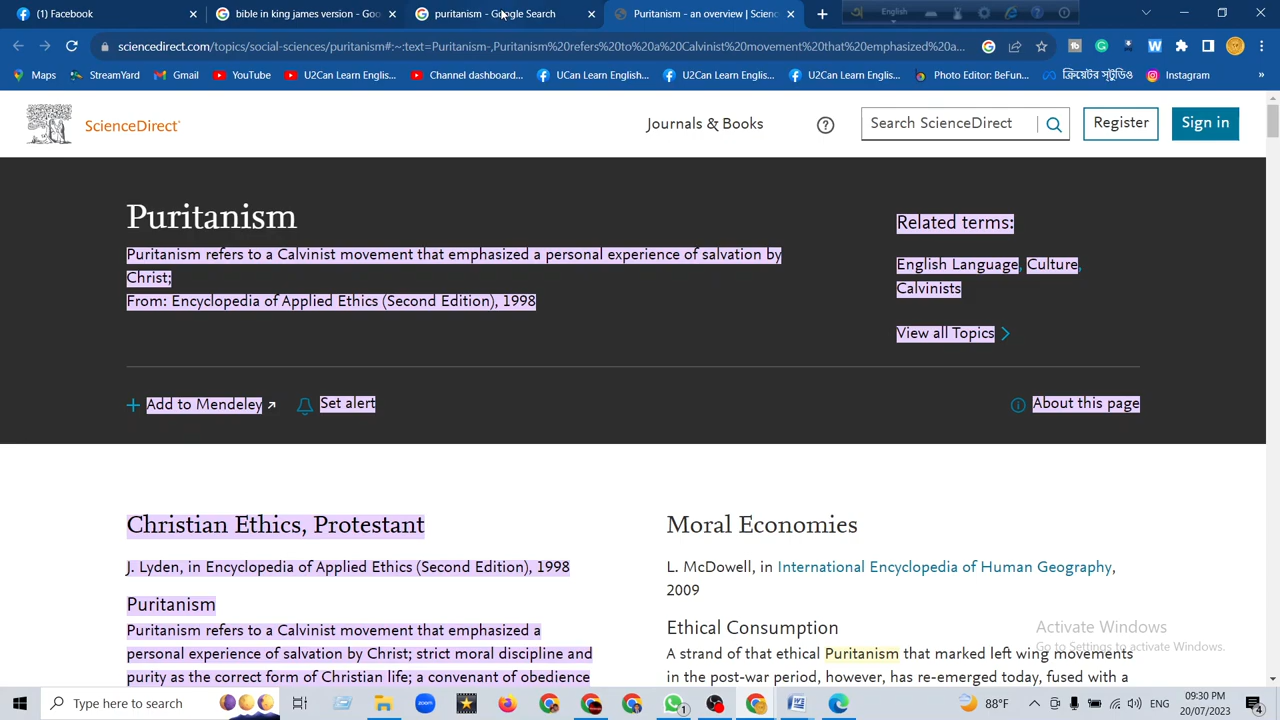 Facebook
bible in king james version - Goo
puritanism - Google Search
Puritanism - an overview | Scienc
English
sciencedirect.com/topics/social-sciences/puritanism#:~:text=Puritanism-,Puritanism%20refers%20to%20a%20Calvinist%20movement%20that%20emphasized%20a...
Maps
StreamYard
Gmail
YouTube
U2Can Learn Englis...
Channel dashboard...
UCan Learn English...
U2Can Learn Englis...
U2Can Learn Englis...
Photo Editor: BeFun...
ক্রিয়েটর স্টুডিও
Instagram
»
ScienceDirect
Journals & Books
Search ScienceDirect
Register
Sign in
Puritanism
Puritanism refers to a Calvinist movement that emphasized a personal experience of salvation by
Christ;
From: Encyclopedia of Applied Ethics (Second Edition), 1998
Related terms:
English Language, Culture,
Calvinists
View all Topics
Add to Mendeley
Set alert
About this page
Christian Ethics, Protestant
J. Lyden, in Encyclopedia of Applied Ethics (Second Edition), 1998
Puritanism
Puritanism refers to a Calvinist movement that emphasized a
personal experience of salvation by Christ; strict moral discipline and
purity as the correct form of Christian life; a convenant of obedience
Moral Economies
L. McDowell, in International Encyclopedia of Human Geography,
2009
Ethical Consumption
A strand of that ethical Puritanism that marked left wing movements
in the post-war period, however, has re-emerged today, fused with a
Activate Windows
Go to Settings to activate Windows.
Type here to search
88°F
ENG
09:30 PM
20/07/2023
4